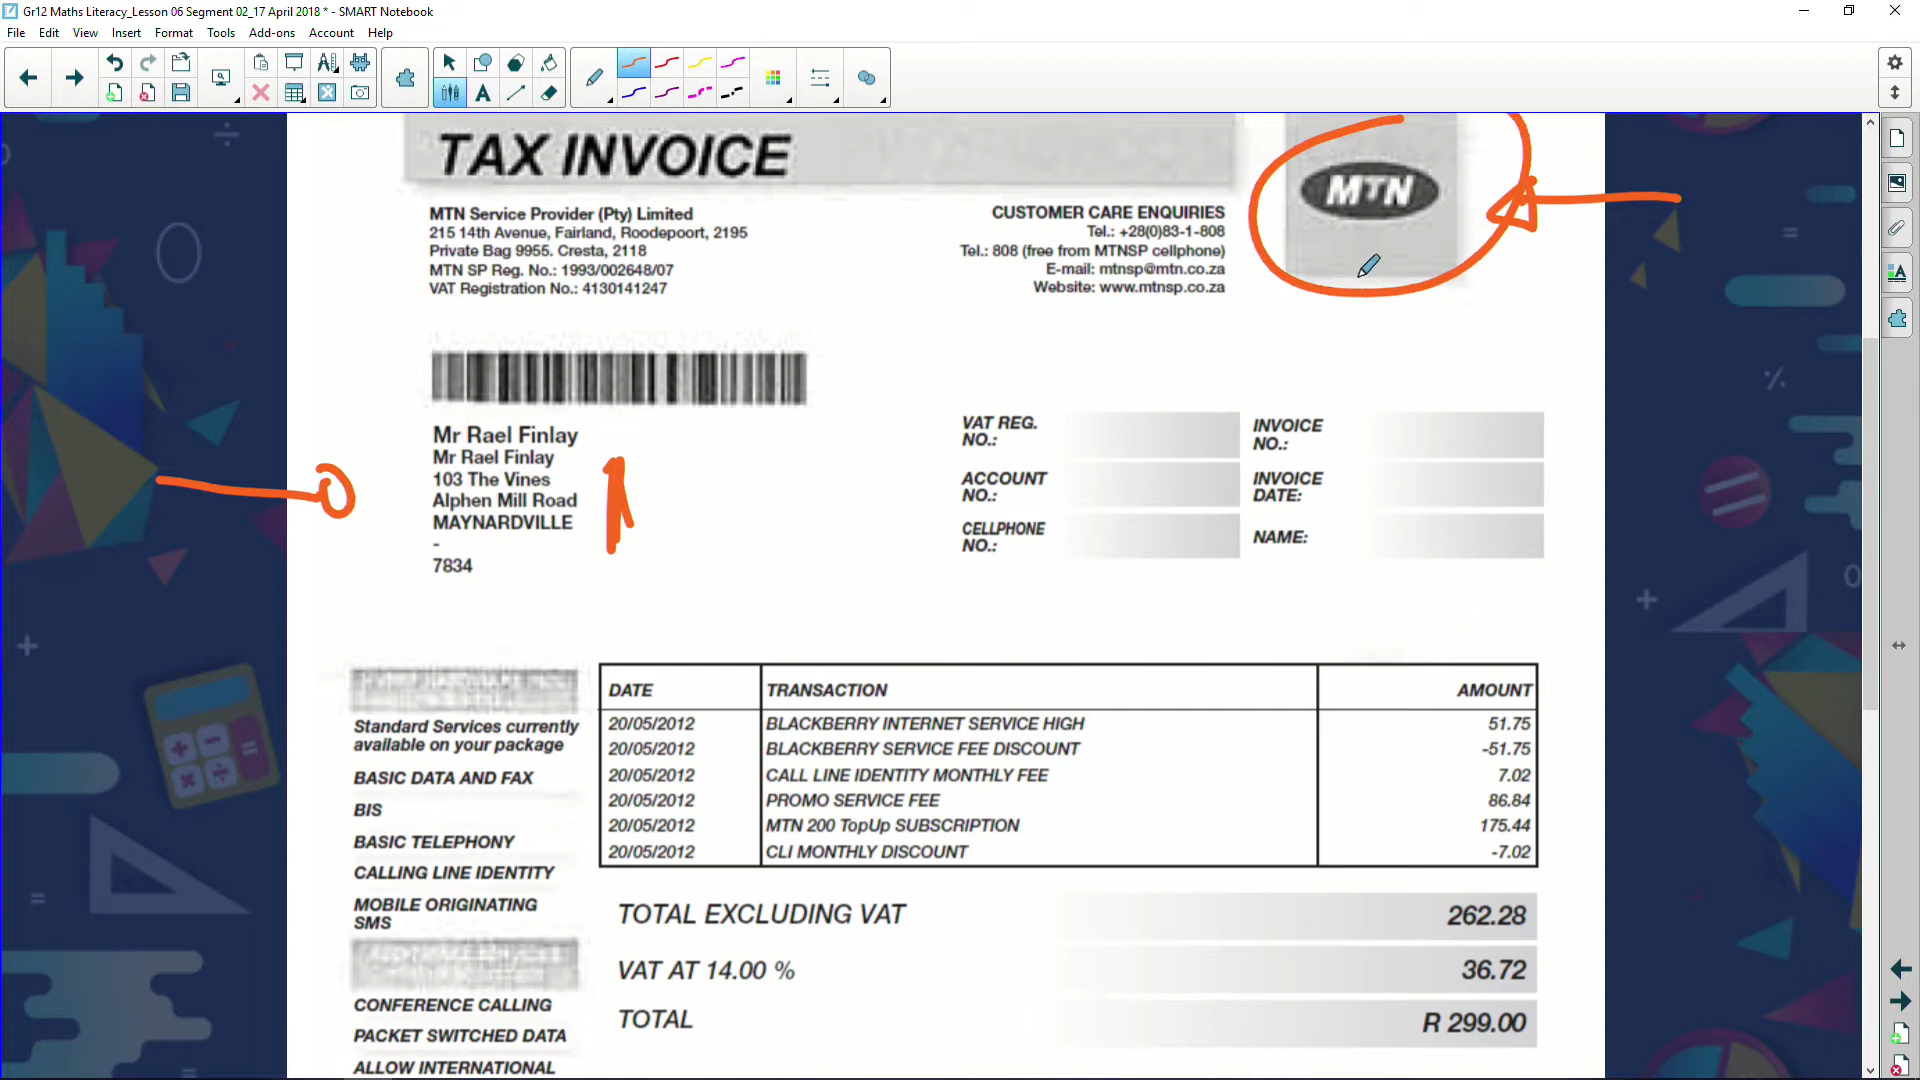 Gr12 Maths Literacy_Lesson 06 Segment 02_17 April 2018 * - SMART Notebook
File Edit View Insert Format Tools Add-ons Account Help
TAX INVOICE
MTN
MTN Service Provider (Pty) Limited
215 14th Avenue, Fairland, Roodepoort, 2195
Private Bag 9955. Cresta, 2118
MTN SP Reg. No.: 1993/002648/07
VAT Registration No.: 4130141247
CUSTOMER CARE ENQUIRIES
Tel.: +28(0)83-1-808
Tel.: 808 (free from MTNSP cellphone)
E-mail: mtnsp@mtn.co.za
Website: www.mtnsp.co.za
Mr Rael Finlay
Mr Rael Finlay
103 The Vines
Alphen Mill Road
MAYNARDVILLE
-
7834
VAT REG.
NO.:
INVOICE
NO.:
ACCOUNT
NO.:
INVOICE
DATE:
CELLPHONE
NO.:
NAME:
Standard Services currently
available on your package
BASIC DATA AND FAX
BIS
BASIC TELEPHONY
CALLING LINE IDENTITY
MOBILE ORIGINATING
SMS
CONFERENCE CALLING
PACKET SWITCHED DATA
ALLOW INTERNATIONAL
DATE TRANSACTION AMOUNT
20/05/2012 BLACKBERRY INTERNET SERVICE HIGH 51.75
20/05/2012 BLACKBERRY SERVICE FEE DISCOUNT -51.75
20/05/2012 CALL LINE IDENTITY MONTHLY FEE 7.02
20/05/2012 PROMO SERVICE FEE 86.84
20/05/2012 MTN 200 TopUp SUBSCRIPTION 175.44
20/05/2012 CLI MONTHLY DISCOUNT -7.02
TOTAL EXCLUDING VAT 262.28
VAT AT 14.00 % 36.72
TOTAL R 299.00